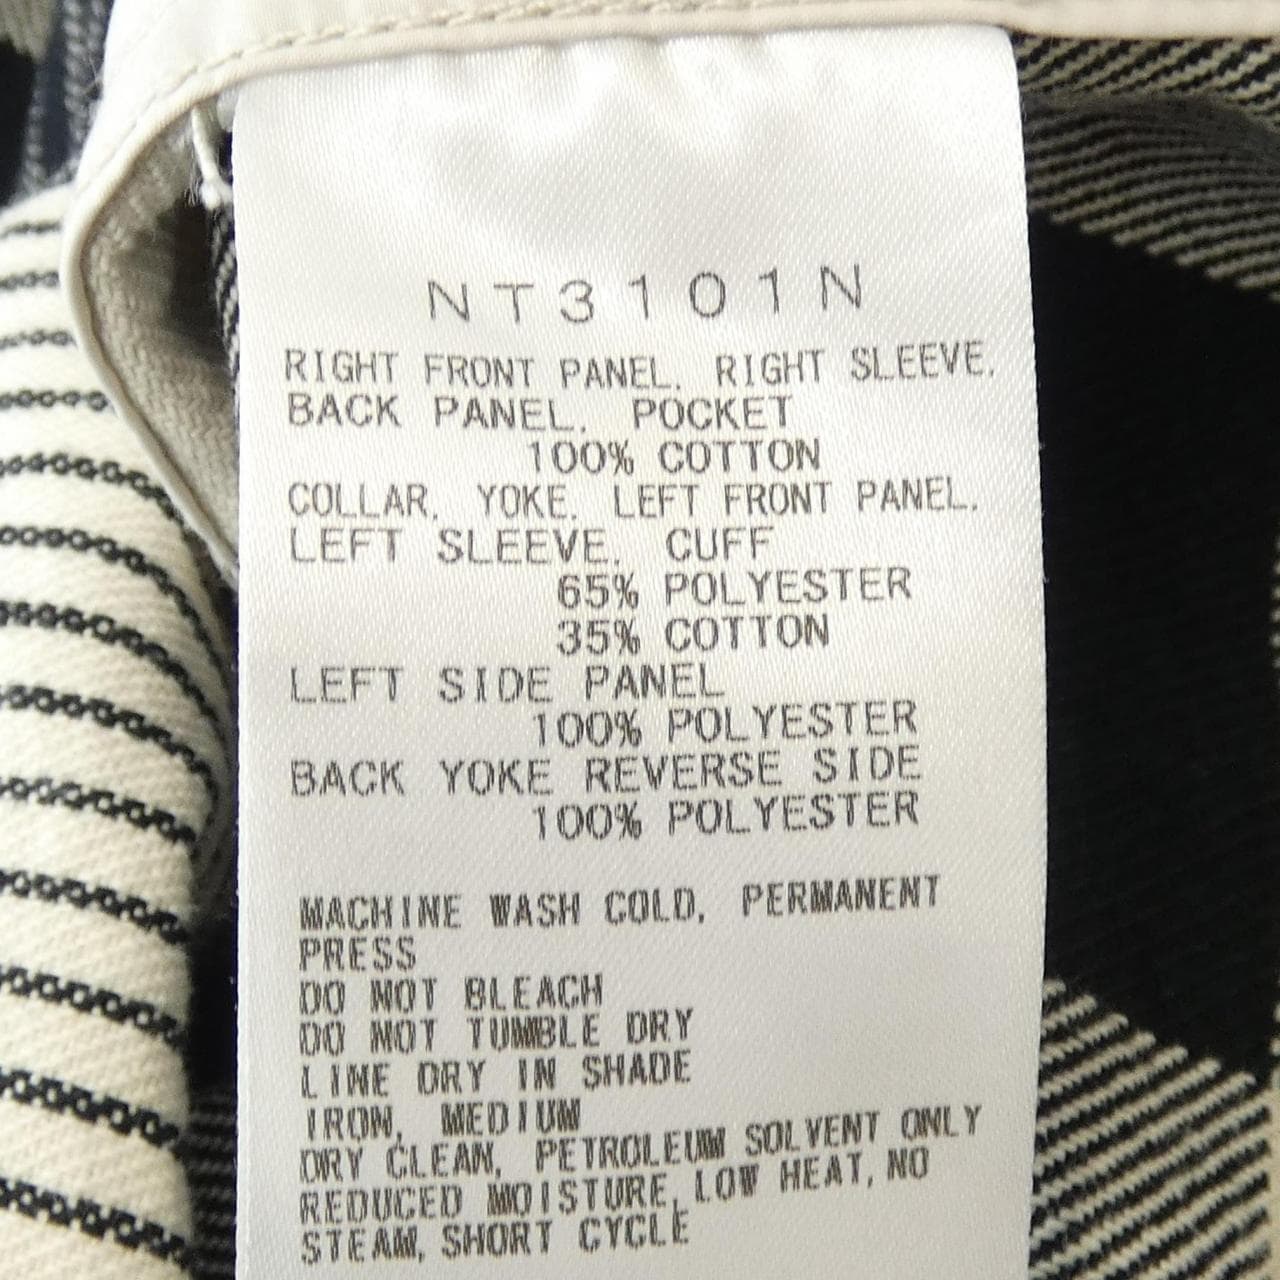 NT3101N
RIGHT FRONT PANEL, RIGHT SLEEVE,
BACK PANEL, POCKET
100% COTTON
COLLAR, YOKE, LEFT FRONT PANEL,
LEFT SLEEVE, CUFF
65% POLYESTER
35% COTTON
LEFT SIDE PANEL
100% POLYESTER
BACK YOKE REVERSE SIDE
100% POLYESTER
MACHINE WASH COLD, PERMANENT
PRESS
DO NOT BLEACH
DO NOT TUMBLE DRY
LINE DRY IN SHADE
IRON, MEDIUM
DRY CLEAN, PETROLEUM SOLVENT ONLY
REDUCED MOISTURE, LOW HEAT, NO
STEAM, SHORT CYCLE